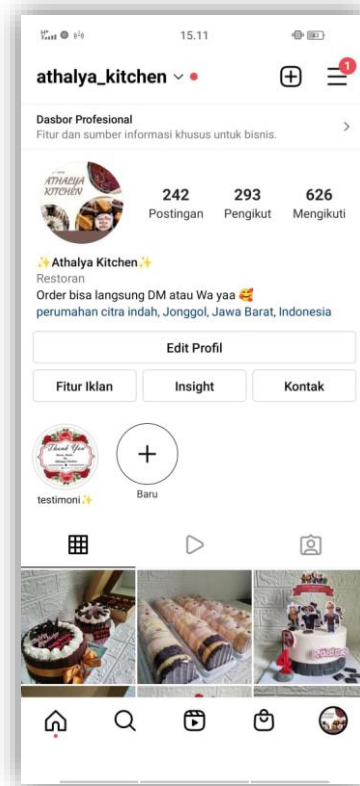 15.11
athalya_kitchen
1
Dasbor Profesional
Fitur dan sumber informasi khusus untuk bisnis.
ATHALYA
KITCHEN
242 293 626
Postingan Pengikut Mengikuti
✨Athalya Kitchen✨
Restoran
Order bisa langsung DM atau Wa yaa 🥰
perumahan citra indah, Jonggol, Jawa Barat, Indonesia
Edit Profil
Fitur Iklan Insight Kontak
Thank You
testimoni✨ Baru
4